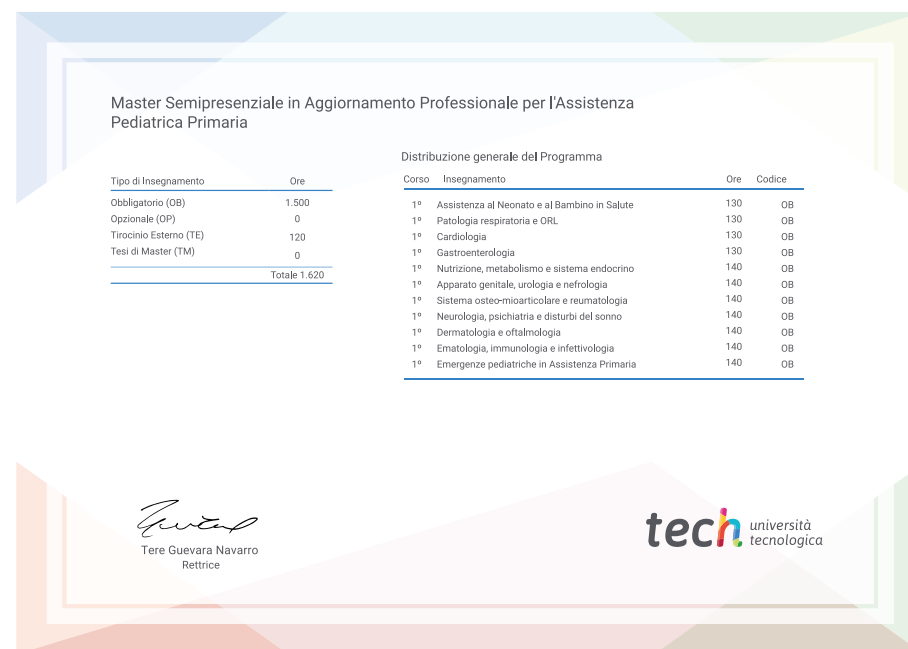 Master Semipresenziale in Aggiornamento Professionale per l'Assistenza
Pediatrica Primaria
Tipo di Insegnamento Ore
Obbligatorio (OB) 1.500
Opzionale (OP) 0
Tirocinio Esterno (TE) 120
Tesi di Master (TM) 0
Totale 1.620
Distribuzione generale del Programma
Corso Insegnamento Ore Codice
1º Assistenza al Neonato e al Bambino in Salute 130 OB
1º Patologia respiratoria e ORL 130 OB
1º Cardiologia 130 OB
1º Gastroenterologia 130 OB
1º Nutrizione, metabolismo e sistema endocrino 140 OB
1º Apparato genitale, urologia e nefrologia 140 OB
1º Sistema osteo-mioarticolare e reumatologia 140 OB
1º Neurologia, psichiatria e disturbi del sonno 140 OB
1º Dermatologia e oftalmologia 140 OB
1º Ematologia, immunologia e infettivologia 140 OB
1º Emergenze pediatriche in Assistenza Primaria 140 OB
Tere Guevara Navarro
Rettrice
tech università
tecnologica